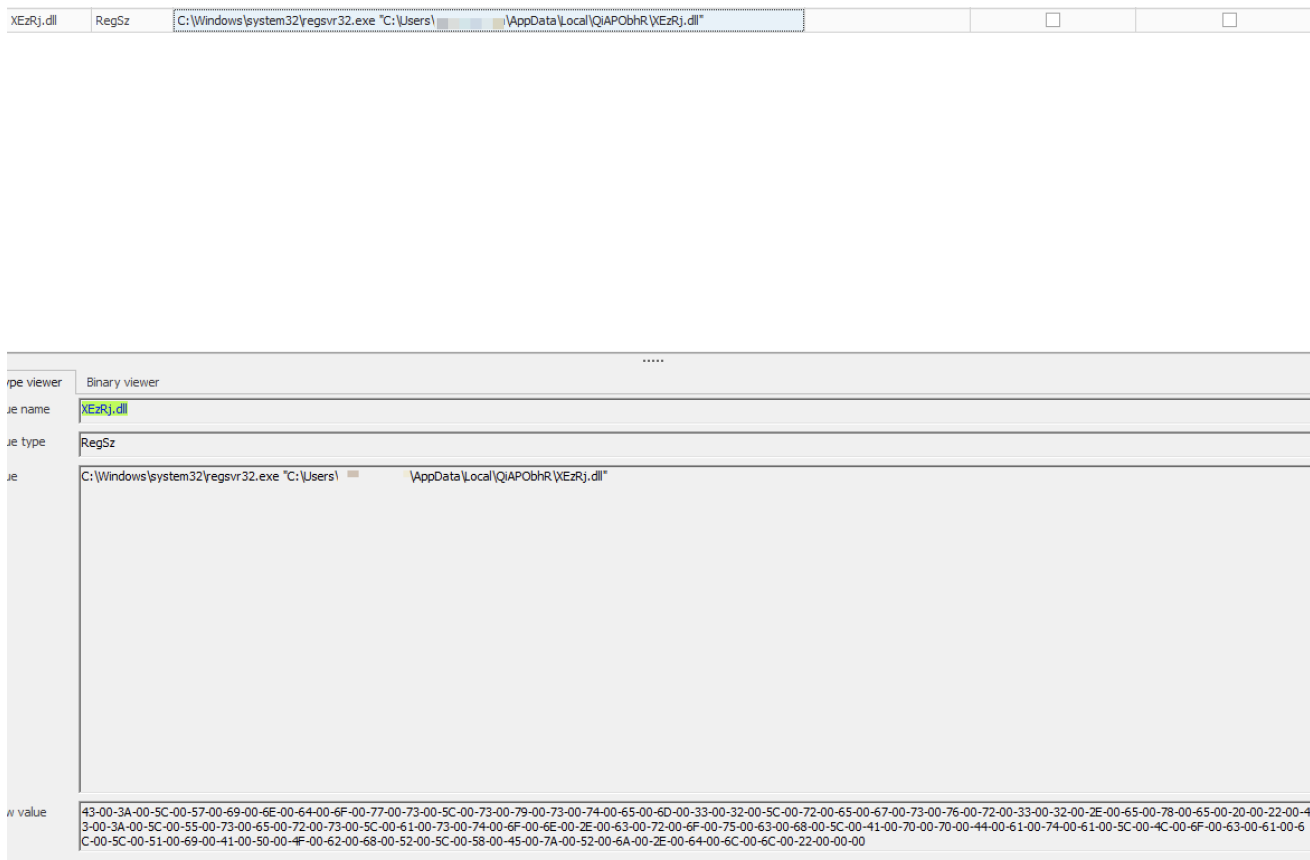 XEzRj.dll RegSz C:\Windows\system32\regsvr32.exe "C:\Users\ \AppData\Local\QiAPObhR\XEzRj.dll"
.....
ype viewer Binary viewer
ue name XEzRj.dll
ue type RegSz
ue C:\Windows\system32\regsvr32.exe "C:\Users\ \AppData\Local\QiAPObhR\XEzRj.dll"
w value 43-00-3A-00-5C-00-57-00-69-00-6E-00-64-00-6F-00-77-00-73-00-5C-00-73-00-79-00-73-00-74-00-65-00-6D-00-33-00-32-00-5C-00-72-00-65-00-67-00-73-00-76-00-72-00-33-00-32-00-2E-00-65-00-78-00-65-00-20-00-22-00-4
3-00-3A-00-5C-00-55-00-73-00-65-00-72-00-73-00-5C-00-61-00-73-00-74-00-6F-00-6E-00-2E-00-63-00-72-00-6F-00-75-00-63-00-68-00-5C-00-41-00-70-00-70-00-44-00-61-00-74-00-61-00-5C-00-4C-00-6F-00-63-00-61-00-6
C-00-5C-00-51-00-69-00-41-00-50-00-4F-00-62-00-68-00-52-00-5C-00-58-00-45-00-7A-00-52-00-6A-00-2E-00-64-00-6C-00-6C-00-22-00-00-00